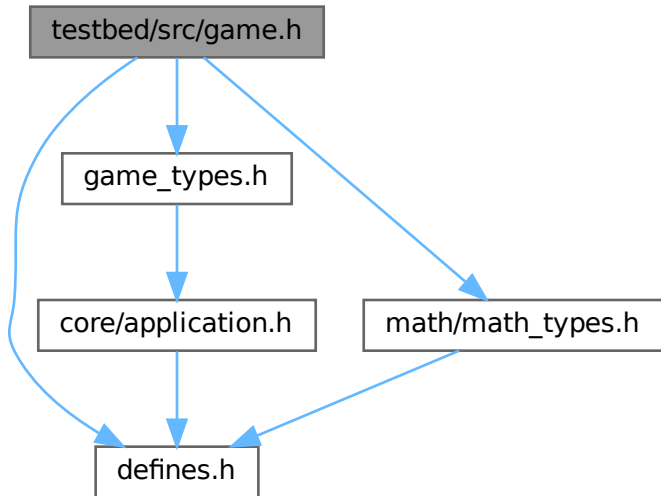 testbed/src/game.h
game_types.h
core/application.h
math/math_types.h
defines.h